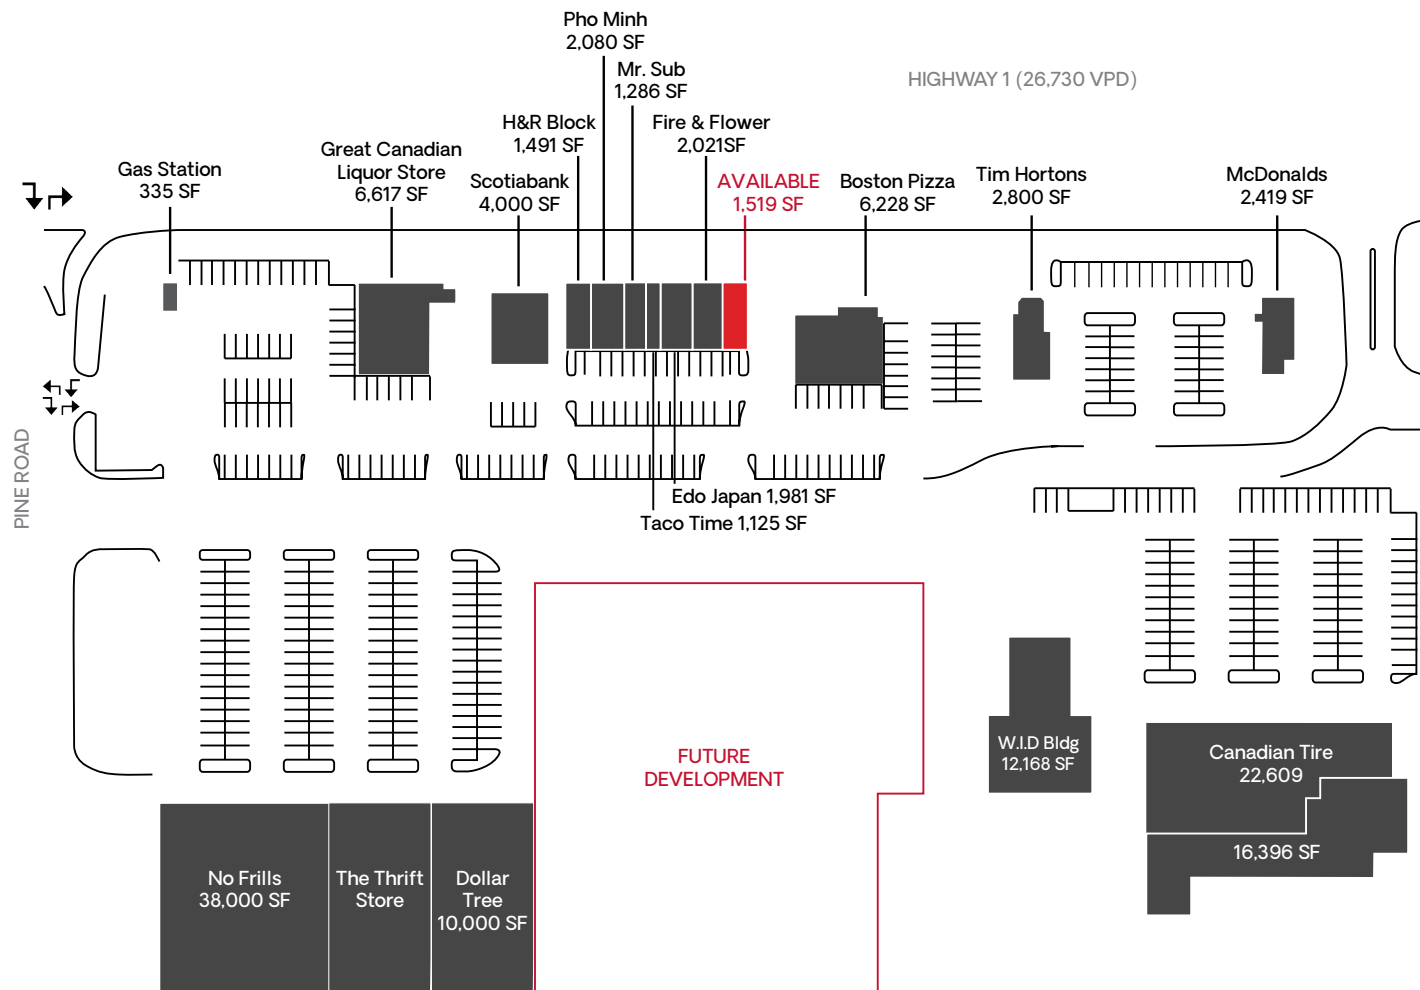 Pho Minh
2,080 SF
Mr. Sub
1,286 SF
HIGHWAY 1 (26,730 VPD)
H&R Block
1,491 SF
Fire & Flower
2,021SF
Great Canadian
Liquor Store
6,617 SF
Gas Station
335 SF
Scotiabank
4,000 SF
AVAILABLE
1,519 SF
Boston Pizza
6,228 SF
Tim Hortons
2,800 SF
McDonalds
2,419 SF
PINE ROAD
Edo Japan 1,981 SF
Taco Time 1,125 SF
FUTURE
DEVELOPMENT
W.I.D Bldg
12,168 SF
Canadian Tire
22,609
16,396 SF
No Frills
38,000 SF
The Thrift
Store
Dollar
Tree
10,000 SF